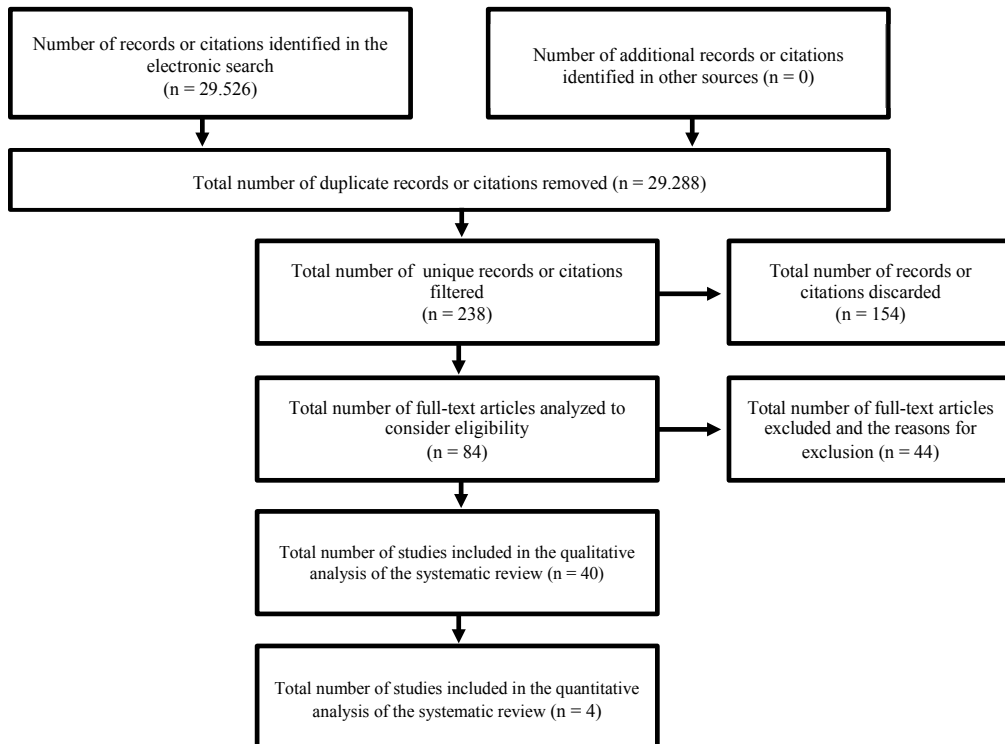 Number of records or citations identified in the
electronic search
(n = 29.526)
Number of additional records or citations
identified in other sources (n = 0)
Total number of duplicate records or citations removed (n = 29.288)
Total number of unique records or citations
filtered
(n = 238)
Total number of records or
citations discarded
(n = 154)
Total number of full-text articles analyzed to
consider eligibility
(n = 84)
Total number of full-text articles
excluded and the reasons for
exclusion (n = 44)
Total number of studies included in the qualitative
analysis of the systematic review (n = 40)
Total number of studies included in the quantitative
analysis of the systematic review (n = 4)